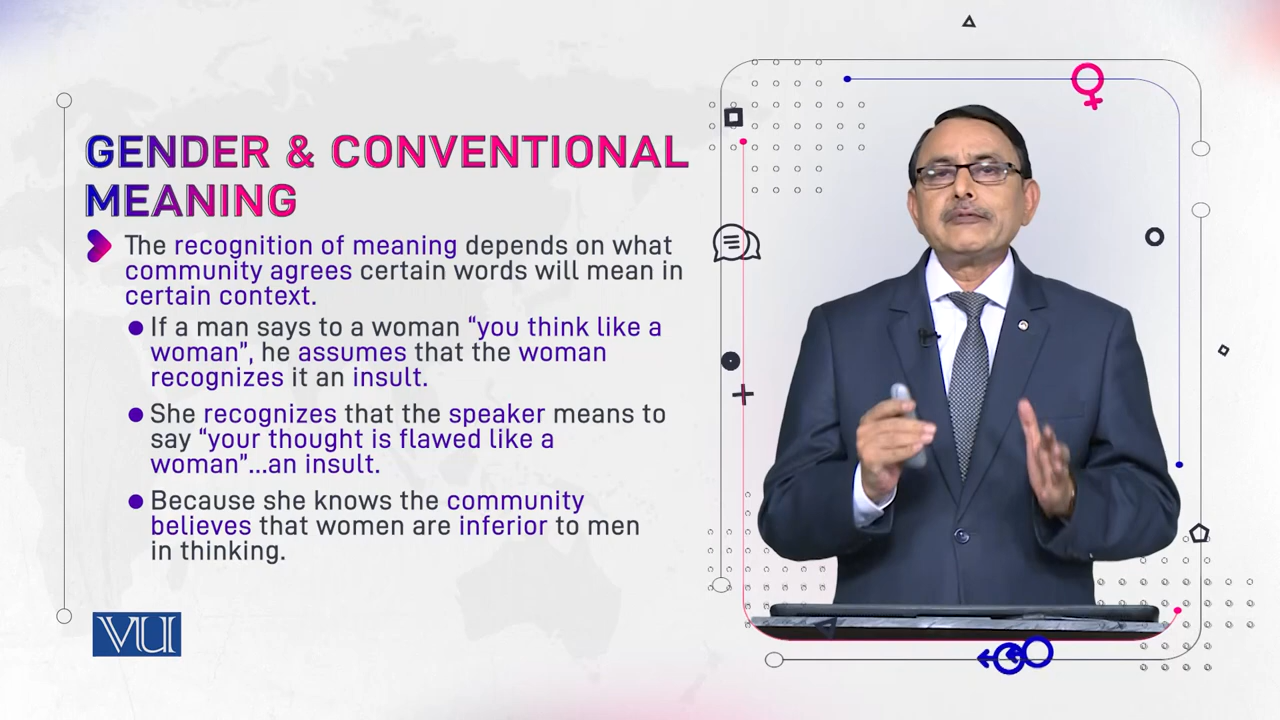 GENDER & CONVENTIONAL
MEANING
The recognition of meaning depends on what
community agrees certain words will mean in
certain context.
If a man says to a woman “you think like a
woman”, he assumes that the woman
recognizes it an insult.
She recognizes that the speaker means to
say “your thought is flawed like a
woman”...an insult.
Because she knows the community
believes that women are inferior to men
in thinking.
VU